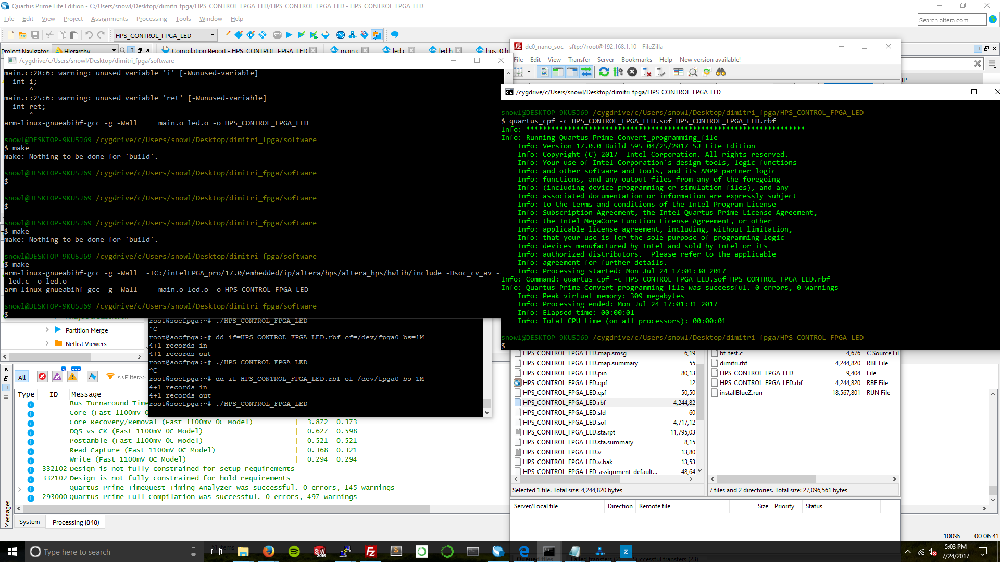 Quartus Prime Lite Edition - C:/Users/snowl/Desktop/dimitri_fpga/HPS_CONTROL_FPGA_LED/HPS_CONTROL_FPGA_LED - HPS_CONTROL_FPGA_LED
File Edit View Project Assignments Processing Tools Window Help
Search altera.com
HPS_CONTROL_FPGA_LED
Project Navigator Hierarchy
Compilation Report - HPS_CONTROL_FPGA_LED main.c led.c led.h hps_0.h
/cygdrive/c/Users/snowl/Desktop/dimitri_fpga/software
main.c:28:6: warning: unused variable 'i' [-Wunused-variable]
int i;
^
main.c:25:6: warning: unused variable 'ret' [-Wunused-variable]
int ret;
^
arm-linux-gnueabihf-gcc -g -Wall main.o led.o -o HPS_CONTROL_FPGA_LED
snowl@DESKTOP-9KU5J69 /cygdrive/c/Users/snowl/Desktop/dimitri_fpga/software
$ make
make: Nothing to be done for `build'.
snowl@DESKTOP-9KU5J69 /cygdrive/c/Users/snowl/Desktop/dimitri_fpga/software
$
snowl@DESKTOP-9KU5J69 /cygdrive/c/Users/snowl/Desktop/dimitri_fpga/software
$
snowl@DESKTOP-9KU5J69 /cygdrive/c/Users/snowl/Desktop/dimitri_fpga/software
$ make
make: Nothing to be done for `build'.
snowl@DESKTOP-9KU5J69 /cygdrive/c/Users/snowl/Desktop/dimitri_fpga/software
$ make
arm-linux-gnueabihf-gcc -g -Wall -IC:/intelFPGA_pro/17.0/embedded/ip/altera/hps/altera_hps/hwlib/include -Dsoc_cv_av -
led.c -o led.o
arm-linux-gnueabihf-gcc -g -Wall main.o led.o -o HPS_CONTROL_FPGA_LED
snowl@DESKTOP-9KU5J69 /cygdrive/c/Users/snowl/Desktop/dimitri_fpga/software
$
de0_nano_soc - sftp://root@192.168.1.10 - FileZilla
File Edit View Transfer Server Bookmarks Help New version available!
IP
/cygdrive/c/Users/snowl/Desktop/dimitri_fpga/HPS_CONTROL_FPGA_LED
snowl@DESKTOP-9KU5J69 /cygdrive/c/Users/snowl/Desktop/dimitri_fpga/HPS_CONTROL_FPGA_LED
$ quartus_cpf -c HPS_CONTROL_FPGA_LED.sof HPS_CONTROL_FPGA_LED.rbf
Info: *******************************************************************
Info: Running Quartus Prime Convert_programming_file
Info: Version 17.0.0 Build 595 04/25/2017 SJ Lite Edition
Info: Copyright (C) 2017 Intel Corporation. All rights reserved.
Info: Your use of Intel Corporation's design tools, logic functions
Info: and other software and tools, and its AMPP partner logic
Info: functions, and any output files from any of the foregoing
Info: (including device programming or simulation files), and any
Info: associated documentation or information are expressly subject
Info: to the terms and conditions of the Intel Program License
Info: Subscription Agreement, the Intel Quartus Prime License Agreement,
Info: the Intel MegaCore Function License Agreement, or other
Info: applicable license agreement, including, without limitation,
Info: that your use is for the sole purpose of programming logic
Info: devices manufactured by Intel and sold by Intel or its
Info: authorized distributors. Please refer to the applicable
Info: agreement for further details.
Info: Processing started: Mon Jul 24 17:01:30 2017
Info: Command: quartus_cpf -c HPS_CONTROL_FPGA_LED.sof HPS_CONTROL_FPGA_LED.rbf
Info: Quartus Prime Convert_programming_file was successful. 0 errors, 0 warnings
Info: Peak virtual memory: 309 megabytes
Info: Processing ended: Mon Jul 24 17:01:31 2017
Info: Elapsed time: 00:00:01
Info: Total CPU time (on all processors): 00:00:01
snowl@DESKTOP-9KU5J69 /cygdrive/c/Users/snowl/Desktop/dimitri_fpga/HPS_CONTROL_FPGA_LED
$
Partition Merge
Netlist Viewers
root@socfpga:~# ./HPS_CONTROL_FPGA_LED
^C
root@socfpga:~# dd if=HPS_CONTROL_FPGA_LED.rbf of=/dev/fpga0 bs=1M
4+1 records in
4+1 records out
root@socfpga:~# ./HPS_CONTROL_FPGA_LED
^C
root@socfpga:~# dd if=HPS_CONTROL_FPGA_LED.rbf of=/dev/fpga0 bs=1M
4+1 records in
4+1 records out
root@socfpga:~# ./HPS_CONTROL_FPGA_LED
HPS_CONTROL_FPGA_LED.map.smsg 6,19
HPS_CONTROL_FPGA_LED.map.summary 55
HPS_CONTROL_FPGA_LED.pin 80,13
HPS_CONTROL_FPGA_LED.qpf 12
HPS_CONTROL_FPGA_LED.qsf 50,50
HPS_CONTROL_FPGA_LED.rbf 4,244,82
HPS_CONTROL_FPGA_LED.sld 60
HPS_CONTROL_FPGA_LED.sof 4,717,12
HPS_CONTROL_FPGA_LED.sta.rpt 11,795,03
HPS_CONTROL_FPGA_LED.sta.summary 8,15
HPS_CONTROL_FPGA_LED.v 13,80
HPS_CONTROL_FPGA_LED.v.bak 13,53
HPS_CONTROL_FPGA_LED_assignment_default... 48,64
Selected 1 file. Total size: 4,244,820 bytes
bt_test.c 4,676 C Source Fil
dimitri.rbf 4,244,820 RBF File
HPS_CONTROL_FPGA_LED 9,404 File
HPS_CONTROL_FPGA_LED.rbf 4,244,820 RBF File
installBlueZ.run 18,567,801 RUN File
7 files and 2 directories. Total size: 27,096,561 bytes
Server/Local file Direction Remote file Size Priority Status
All <<Filter>>
Type ID Message
Bus Turnaround Time
Core (Fast 1100mV 0C
Core Recovery/Removal (Fast 1100mV 0C Model) | 3.872 0.373
DQS vs CK (Fast 1100mV 0C Model) | 0.627 0.598
Postamble (Fast 1100mV 0C Model) | 0.521 0.521
Read Capture (Fast 1100mV 0C Model) | 0.368 0.321
Write (Fast 1100mV 0C Model) | 0.294 0.294
332102 Design is not fully constrained for setup requirements
332102 Design is not fully constrained for hold requirements
Quartus Prime TimeQuest Timing Analyzer was successful. 0 errors, 145 warnings
293000 Quartus Prime Full Compilation was successful. 0 errors, 497 warnings
Messages
System Processing (848)
100% 00:06:41
Type here to search
Queued files Failed transfers Successful transfers (23)
5:03 PM
7/24/2017